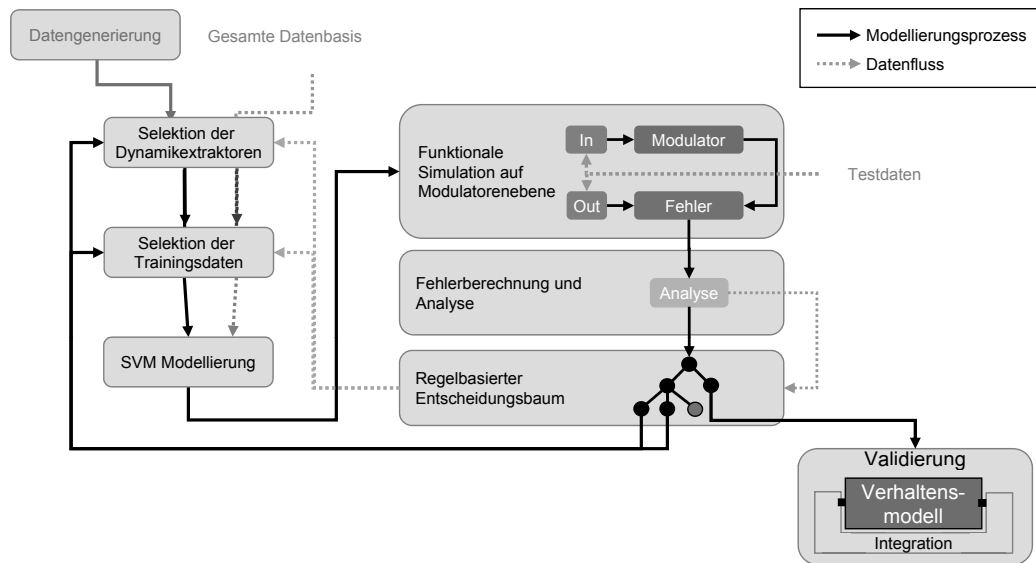 Datengenerierung
Gesamte Datenbasis
Modellierungsprozess
Datenfluss
Selektion der
Dynamikextraktoren
Funktionale
Simulation auf
Modulatorenebene
In
Modulator
Out
Fehler
Testdaten
Selektion der
Trainingsdaten
Fehlerberechnung und
Analyse
Analyse
SVM Modellierung
Regelbasierter
Entscheidungsbaum
Validierung
Verhaltens-
modell
Integration